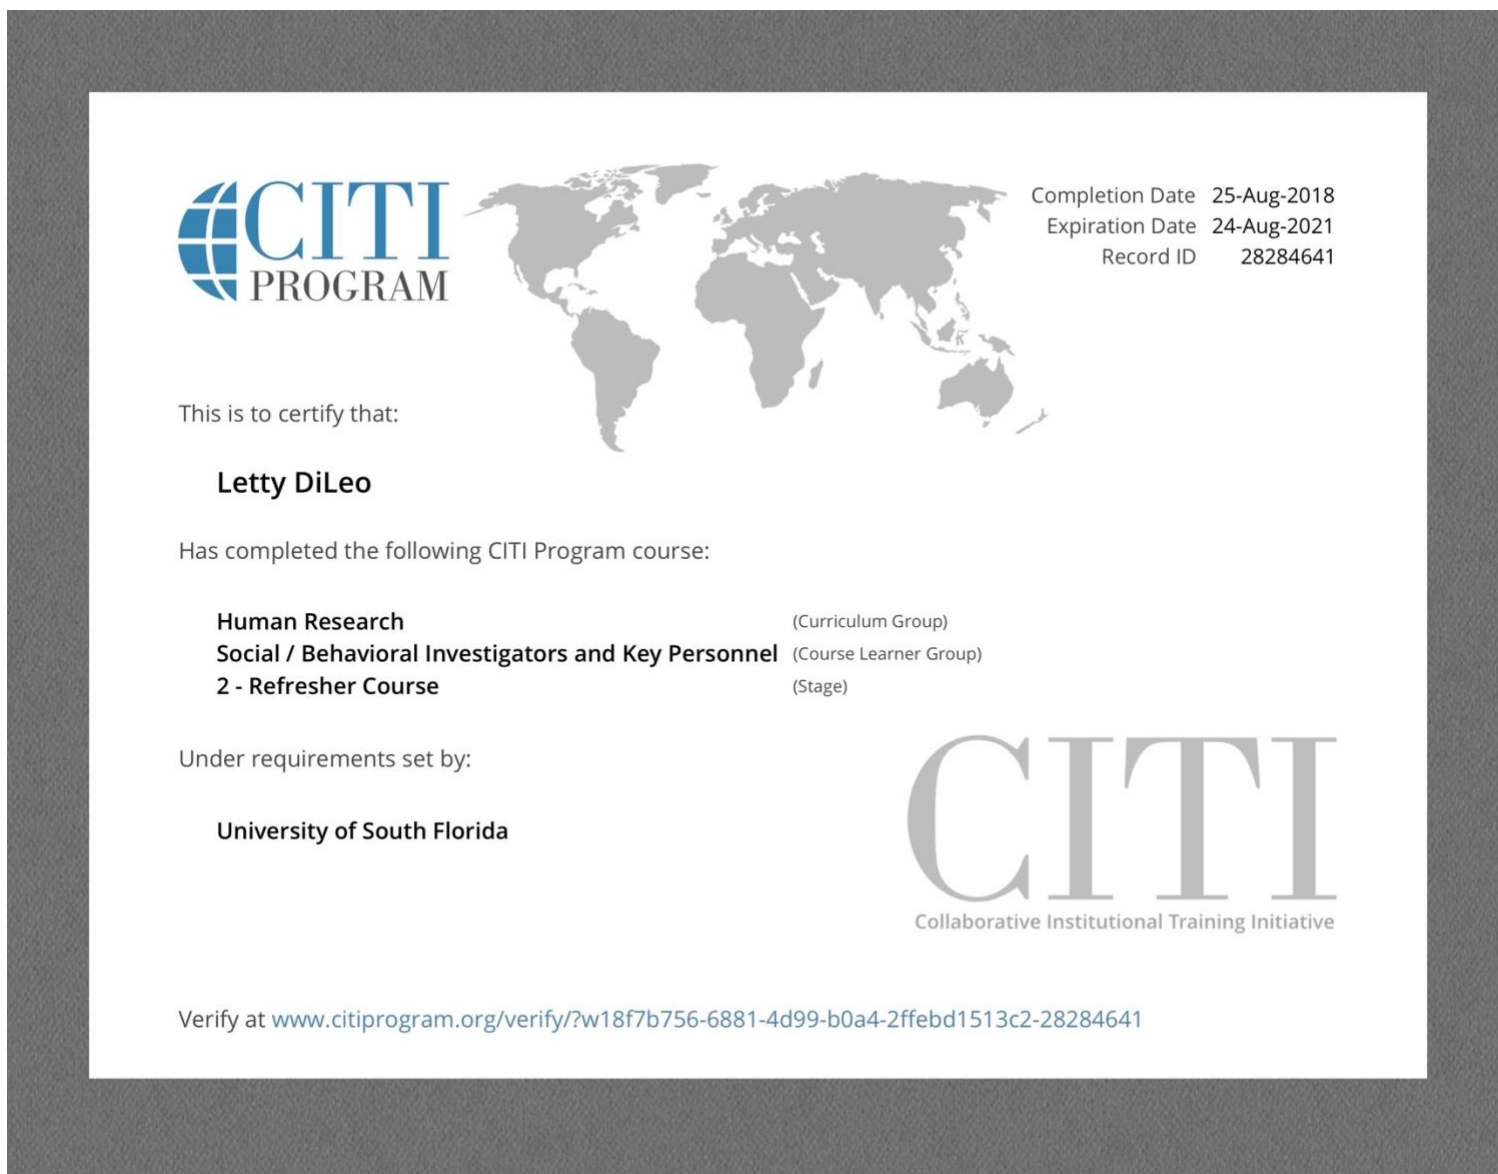 CITI
PROGRAM
Completion Date 25-Aug-2018
Expiration Date 24-Aug-2021
Record ID 28284641
This is to certify that:
Letty DiLeo
Has completed the following CITI Program course:
Human Research (Curriculum Group)
Social / Behavioral Investigators and Key Personnel (Course Learner Group)
2 - Refresher Course (Stage)
Under requirements set by:
University of South Florida
CITI
Collaborative Institutional Training Initiative
Verify at www.citiprogram.org/verify/?w18f7b756-6881-4d99-b0a4-2ffebd1513c2-28284641